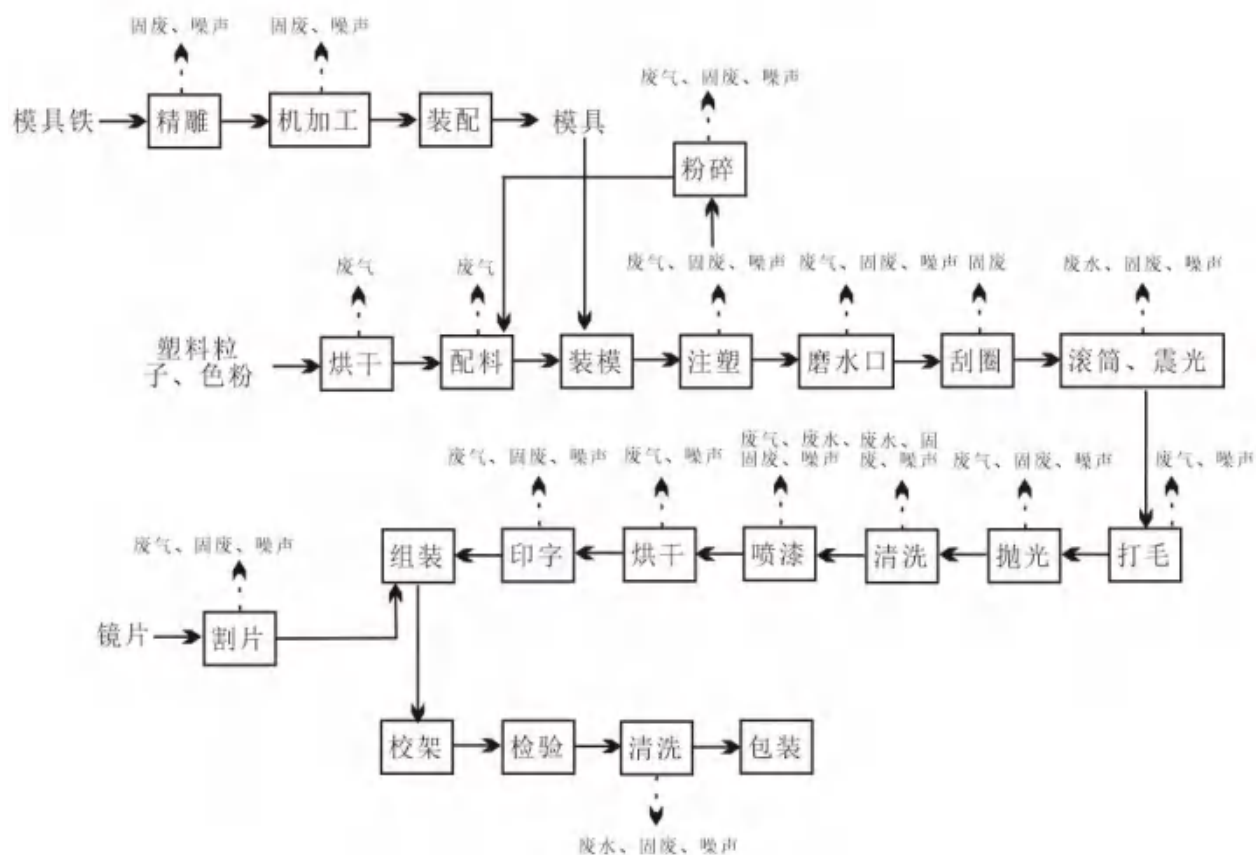 固废、噪声 固废、噪声
废气、固废、噪声
模具铁 精雕 机加工 装配 模具
粉碎
废气 废气 废气、固废、噪声 废气、固废、噪声 固废 废水、固废、噪声
塑料粒
子、色粉 烘干 配料 装模 注塑 磨水口 刮圈 滚筒、震光
废气、废水、废水、固
废气、固废、噪声 废气、噪声 固废、噪声 废、噪声 废气、固废、噪声 废气、噪声
组装 印字 烘干 喷漆 清洗 抛光 打毛
废气、固废、噪声
镜片 割片
校架 检验 清洗 包装
废水、固废、噪声